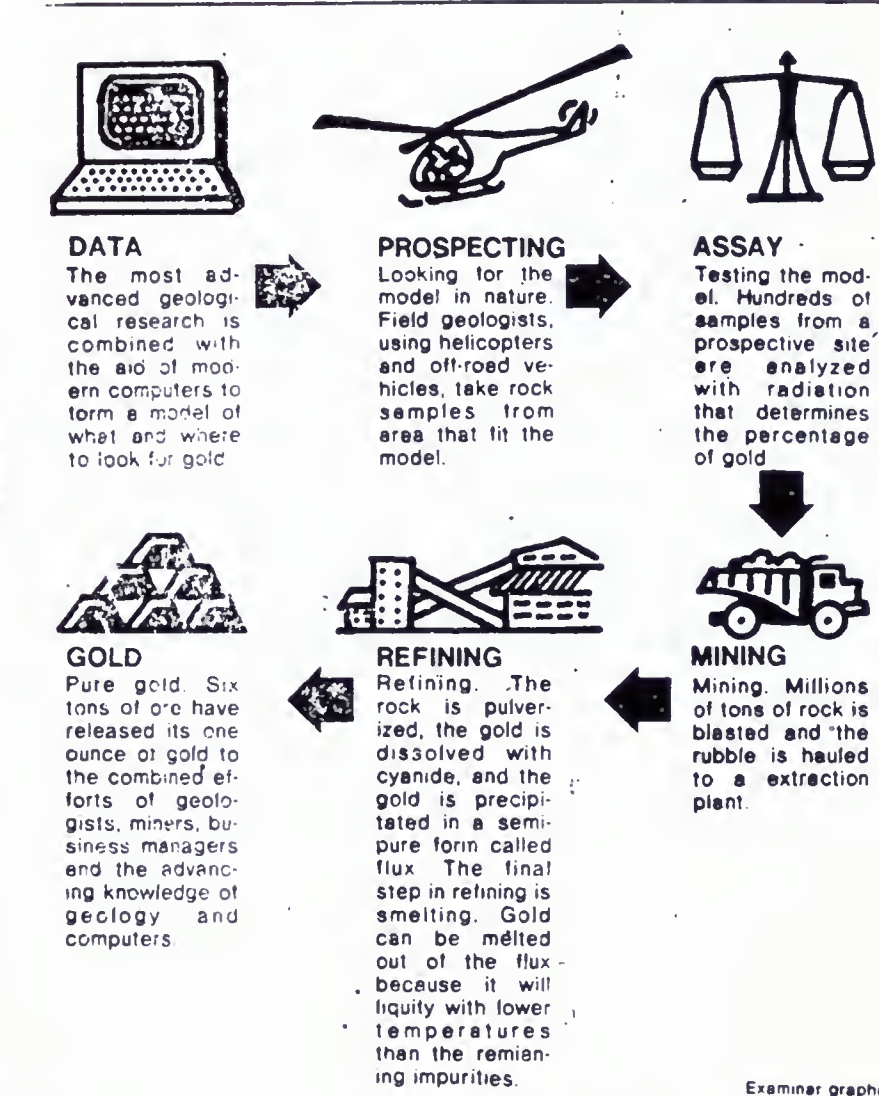 DATA
The most ad-
vanced geologi-
cal research is
combined with
the aid of mod-
ern computers to
form a model of
what and where
to look for gold
PROSPECTING
Looking for the
model in nature.
Field geologists,
using helicopters
and off-road ve-
hicles, take rock
samples from
area that fit the
model.
ASSAY
Testing the mod-
el. Hundreds of
samples from a
prospective site
are analyzed
with radiation
that determines
the percentage
of gold
MINING
Mining. Millions
of tons of rock is
blasted and the
rubble is hauled
to a extraction
plant.
REFINING
Refining. The
rock is pulver-
ized, the gold is
dissolved with
cyanide, and the
gold is precipi-
tated in a semi-
pure form called
flux The final
step in refining is
smelting. Gold
can be melted
out of the flux
because it will
liquify with lower
temperatures
than the remian-
ing impurities.
GOLD
Pure gold. Six
tons of ore have
released its one
ounce of gold to
the combined ef-
forts of geolo-
gists, miners, bu-
siness managers
and the advanc-
ing knowledge of
geology and
computers.
Examiner